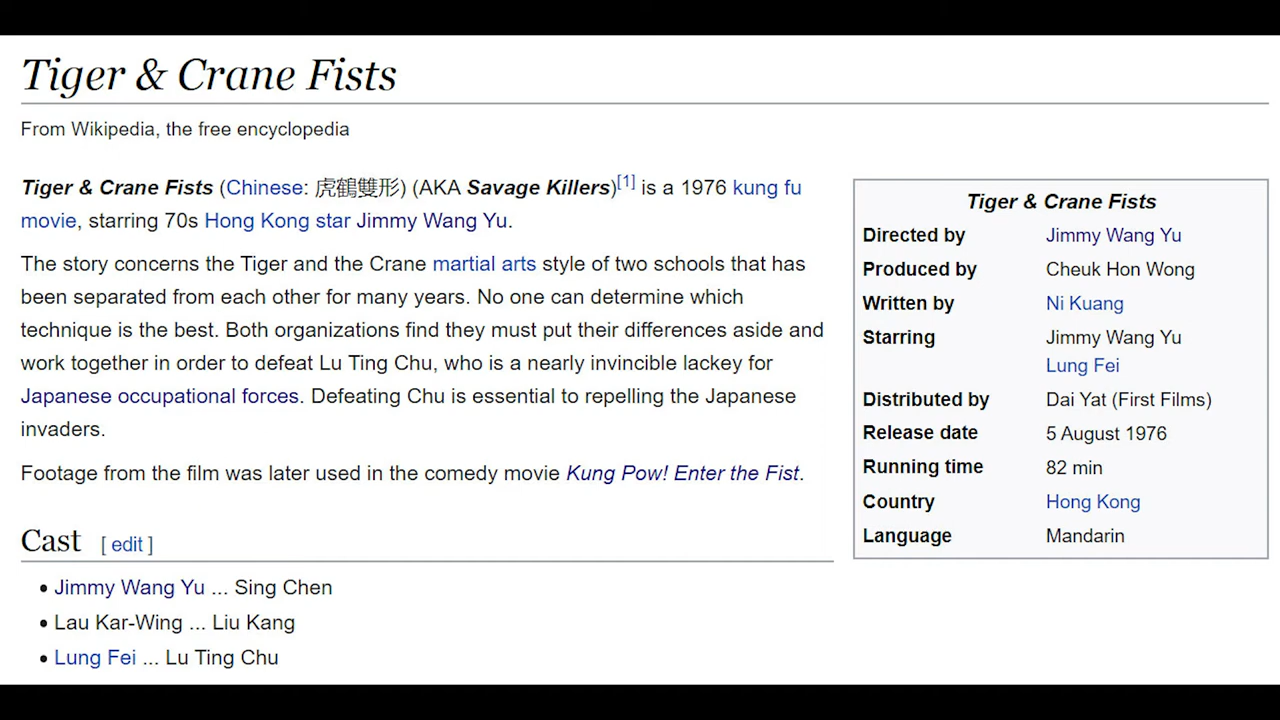 Tiger & Crane Fists
From Wikipedia, the free encyclopedia
Tiger & Crane Fists (Chinese: 虎鶴雙形) (AKA Savage Killers)[1] is a 1976 kung fu
movie, starring 70s Hong Kong star Jimmy Wang Yu.
The story concerns the Tiger and the Crane martial arts style of two schools that has
been separated from each other for many years. No one can determine which
technique is the best. Both organizations find they must put their differences aside and
work together in order to defeat Lu Ting Chu, who is a nearly invincible lackey for
Japanese occupational forces. Defeating Chu is essential to repelling the Japanese
invaders.
Footage from the film was later used in the comedy movie Kung Pow! Enter the Fist.
Cast [ edit ]
• Jimmy Wang Yu ... Sing Chen
• Lau Kar-Wing ... Liu Kang
• Lung Fei ... Lu Ting Chu
Tiger & Crane Fists
Directed by Jimmy Wang Yu
Produced by Cheuk Hon Wong
Written by Ni Kuang
Starring Jimmy Wang Yu
Lung Fei
Distributed by Dai Yat (First Films)
Release date 5 August 1976
Running time 82 min
Country Hong Kong
Language Mandarin